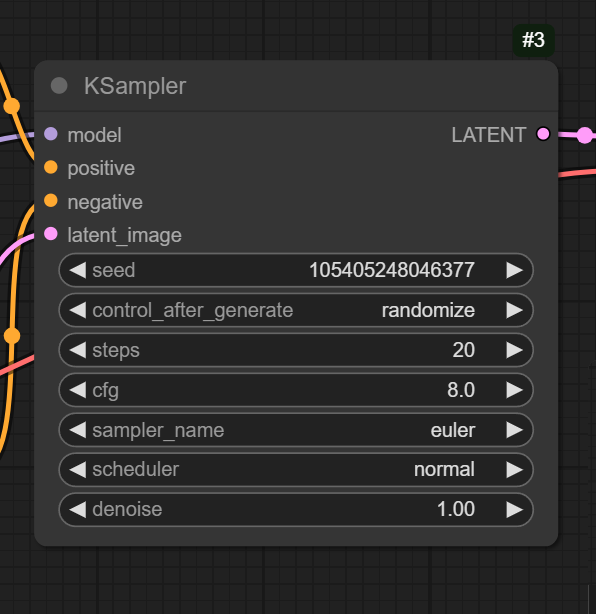 #3
KSampler
model LATENT
positive
negative
latent_image
seed 105405248046377
control_after_generate randomize
steps 20
cfg 8.0
sampler_name euler
scheduler normal
denoise 1.00